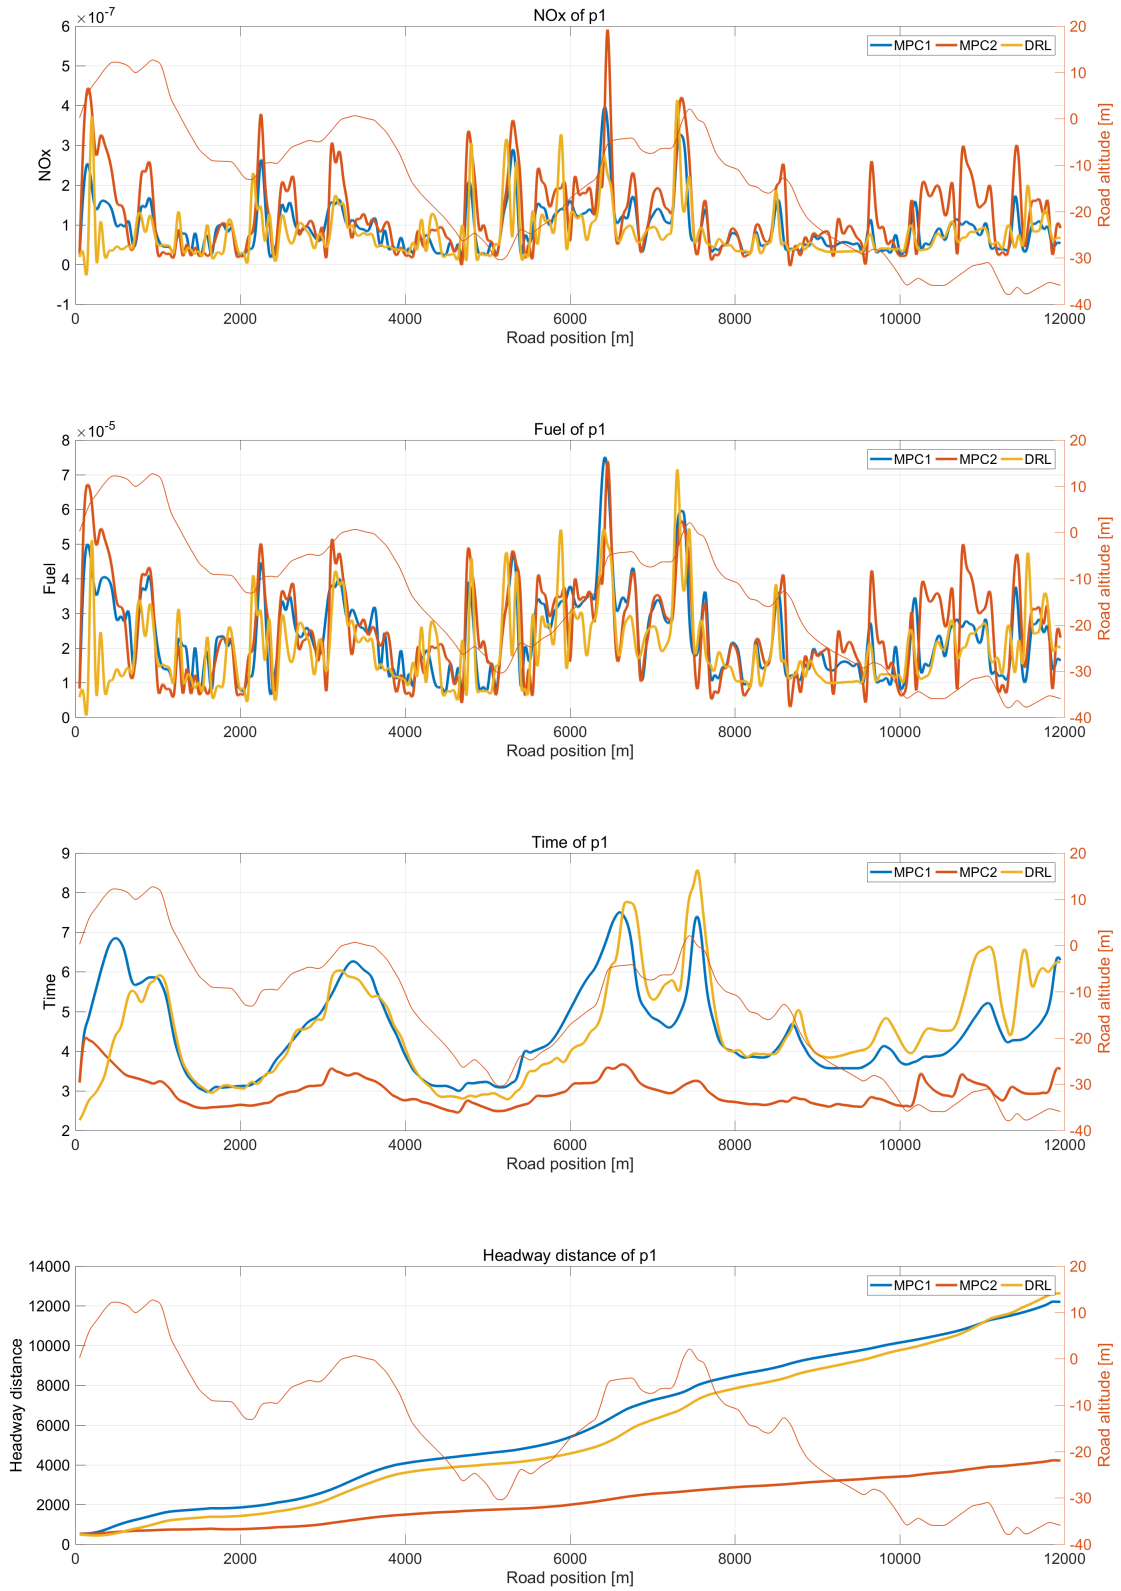 NOx of p1
×10-7
MPC1 MPC2 DRL
6
5
4
3
2
1
0
-1
NOx
20
10
0
-10
-20
-30
-40
Road altitude [m]
0 2000 4000 6000 8000 10000 12000
Road position [m]
Fuel of p1
×10-5
MPC1 MPC2 DRL
8
7
6
5
4
3
2
1
0
Fuel
20
10
0
-10
-20
-30
-40
Road altitude [m]
0 2000 4000 6000 8000 10000 12000
Road position [m]
Time of p1
MPC1 MPC2 DRL
9
8
7
6
5
4
3
2
Time
20
10
0
-10
-20
-30
-40
Road altitude [m]
0 2000 4000 6000 8000 10000 12000
Road position [m]
Headway distance of p1
MPC1 MPC2 DRL
14000
12000
10000
8000
6000
4000
2000
0
Headway distance
20
10
0
-10
-20
-30
-40
Road altitude [m]
0 2000 4000 6000 8000 10000 12000
Road position [m]